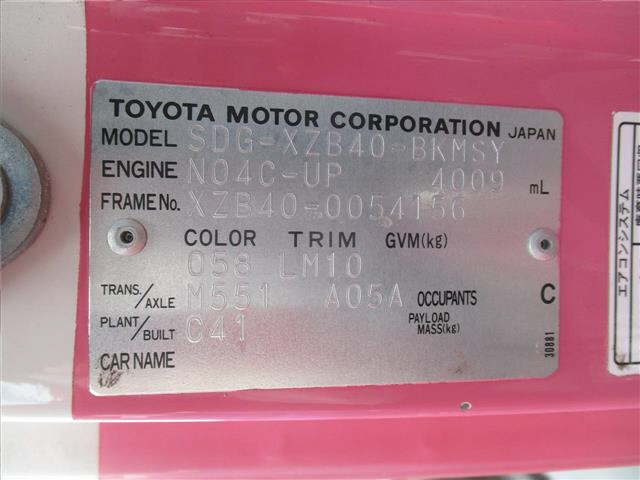 TOYOTA MOTOR CORPORATION JAPAN
MODEL SDG-XZB40-BKMSY
ENGINE N04C-UP 4009 mL
FRAME No. XZB40-0054156
COLOR TRIM GVM(kg)
058 LM10
TRANS./AXLE M551 A05A OCCUPANTS C
PLANT/BUILT C41 PAYLOAD MASS(kg)
CAR NAME
30881
エアコンシステム